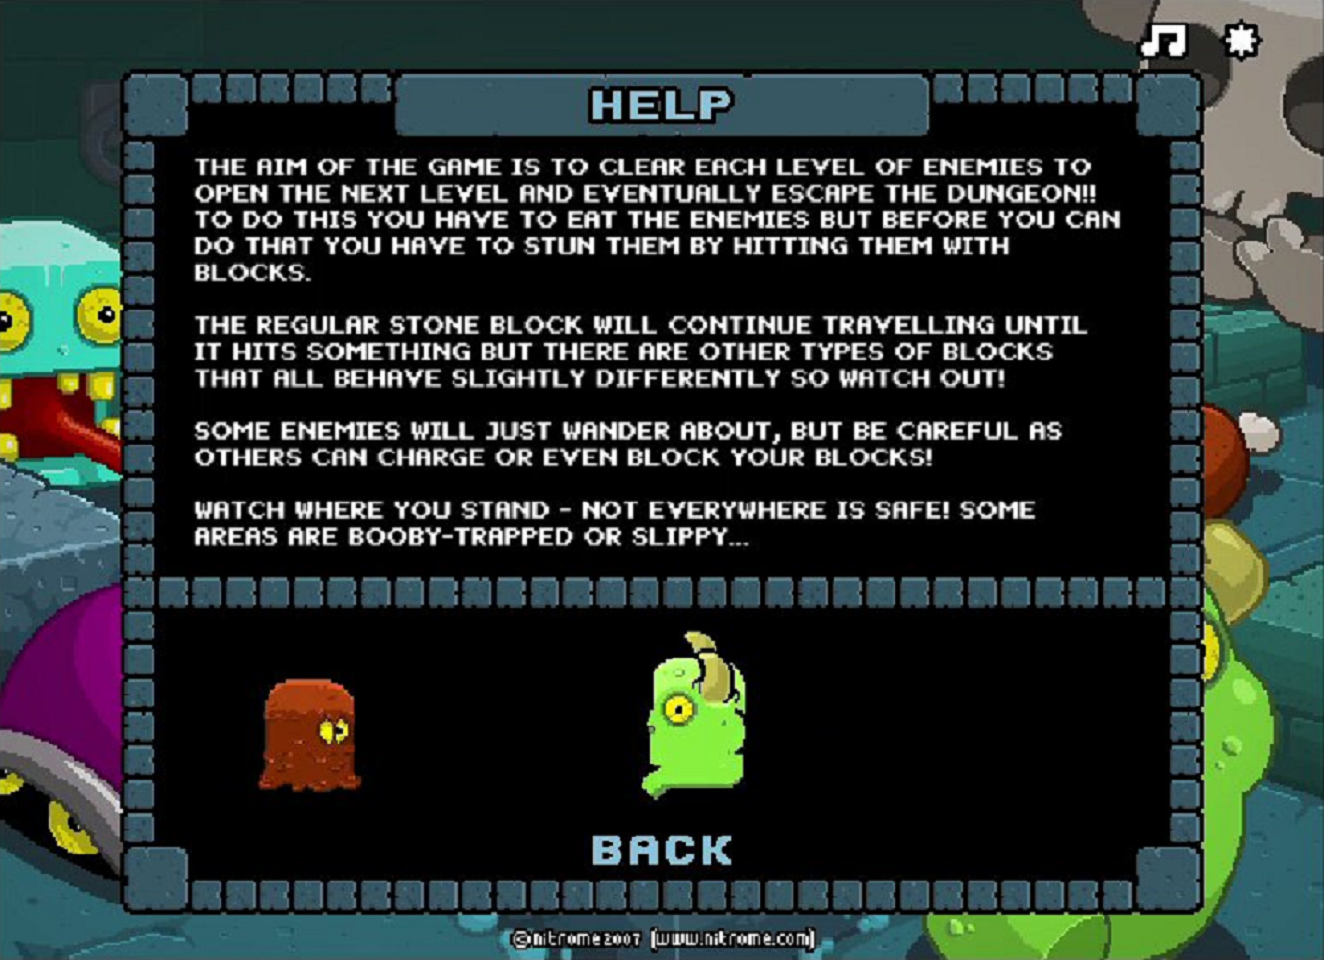 HELP
THE AIM OF THE GAME IS TO CLEAR EACH LEVEL OF ENEMIES TO
OPEN THE NEXT LEVEL AND EVENTUALLY ESCAPE THE DUNGEON!!
TO DO THIS YOU HAVE TO EAT THE ENEMIES BUT BEFORE YOU CAN
DO THAT YOU HAVE TO STUN THEM BY HITTING THEM WITH
BLOCKS.
THE REGULAR STONE BLOCK WILL CONTINUE TRAVELLING UNTIL
IT HITS SOMETHING BUT THERE ARE OTHER TYPES OF BLOCKS
THAT ALL BEHAVE SLIGHTLY DIFFERENTLY SO WATCH OUT!
SOME ENEMIES WILL JUST WANDER ABOUT, BUT BE CAREFUL AS
OTHERS CAN CHARGE OR EVEN BLOCK YOUR BLOCKS!
WATCH WHERE YOU STAND - NOT EVERYWHERE IS SAFE! SOME
AREAS ARE BOOBY-TRAPPED OR SLIPPY...
BACK
©nitrome2007 [www.nitrome.com]